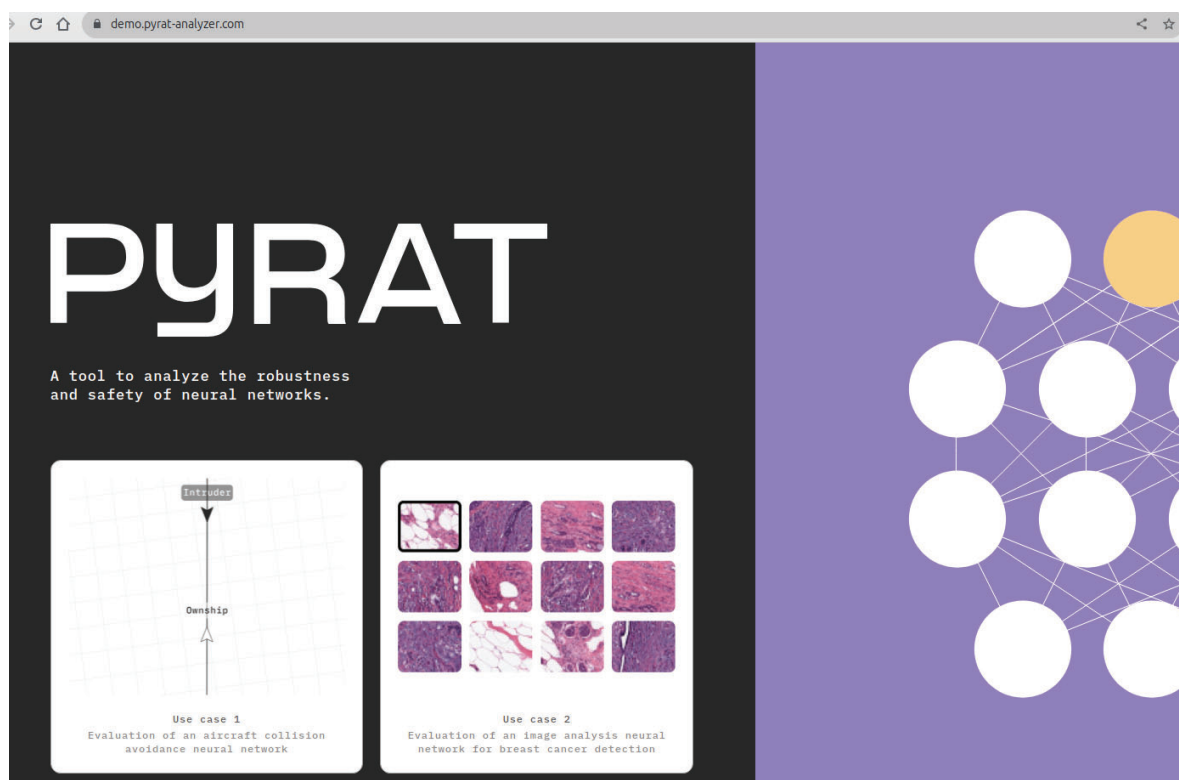 demo.pyrat-analyzer.com
PYRAT
A tool to analyze the robustness
and safety of neural networks.
Intruder
Ownship
Use case 1
Evaluation of an aircraft collision
avoidance neural network
Use case 2
Evaluation of an image analysis neural
network for breast cancer detection